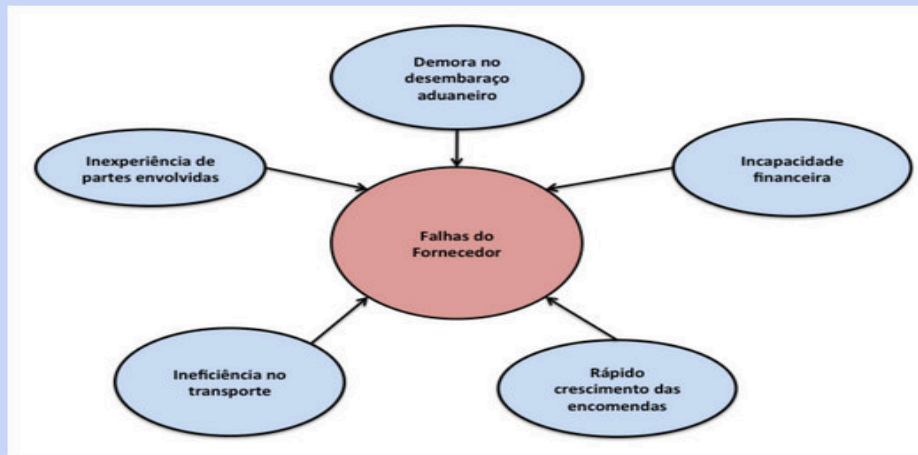 Demora no
desembaraço
aduaneiro
Inexperiência de
partes envolvidas
Incapacidade
financeira
Falhas do
Fornecedor
Ineficiência no
transporte
Rápido
crescimento das
encomendas